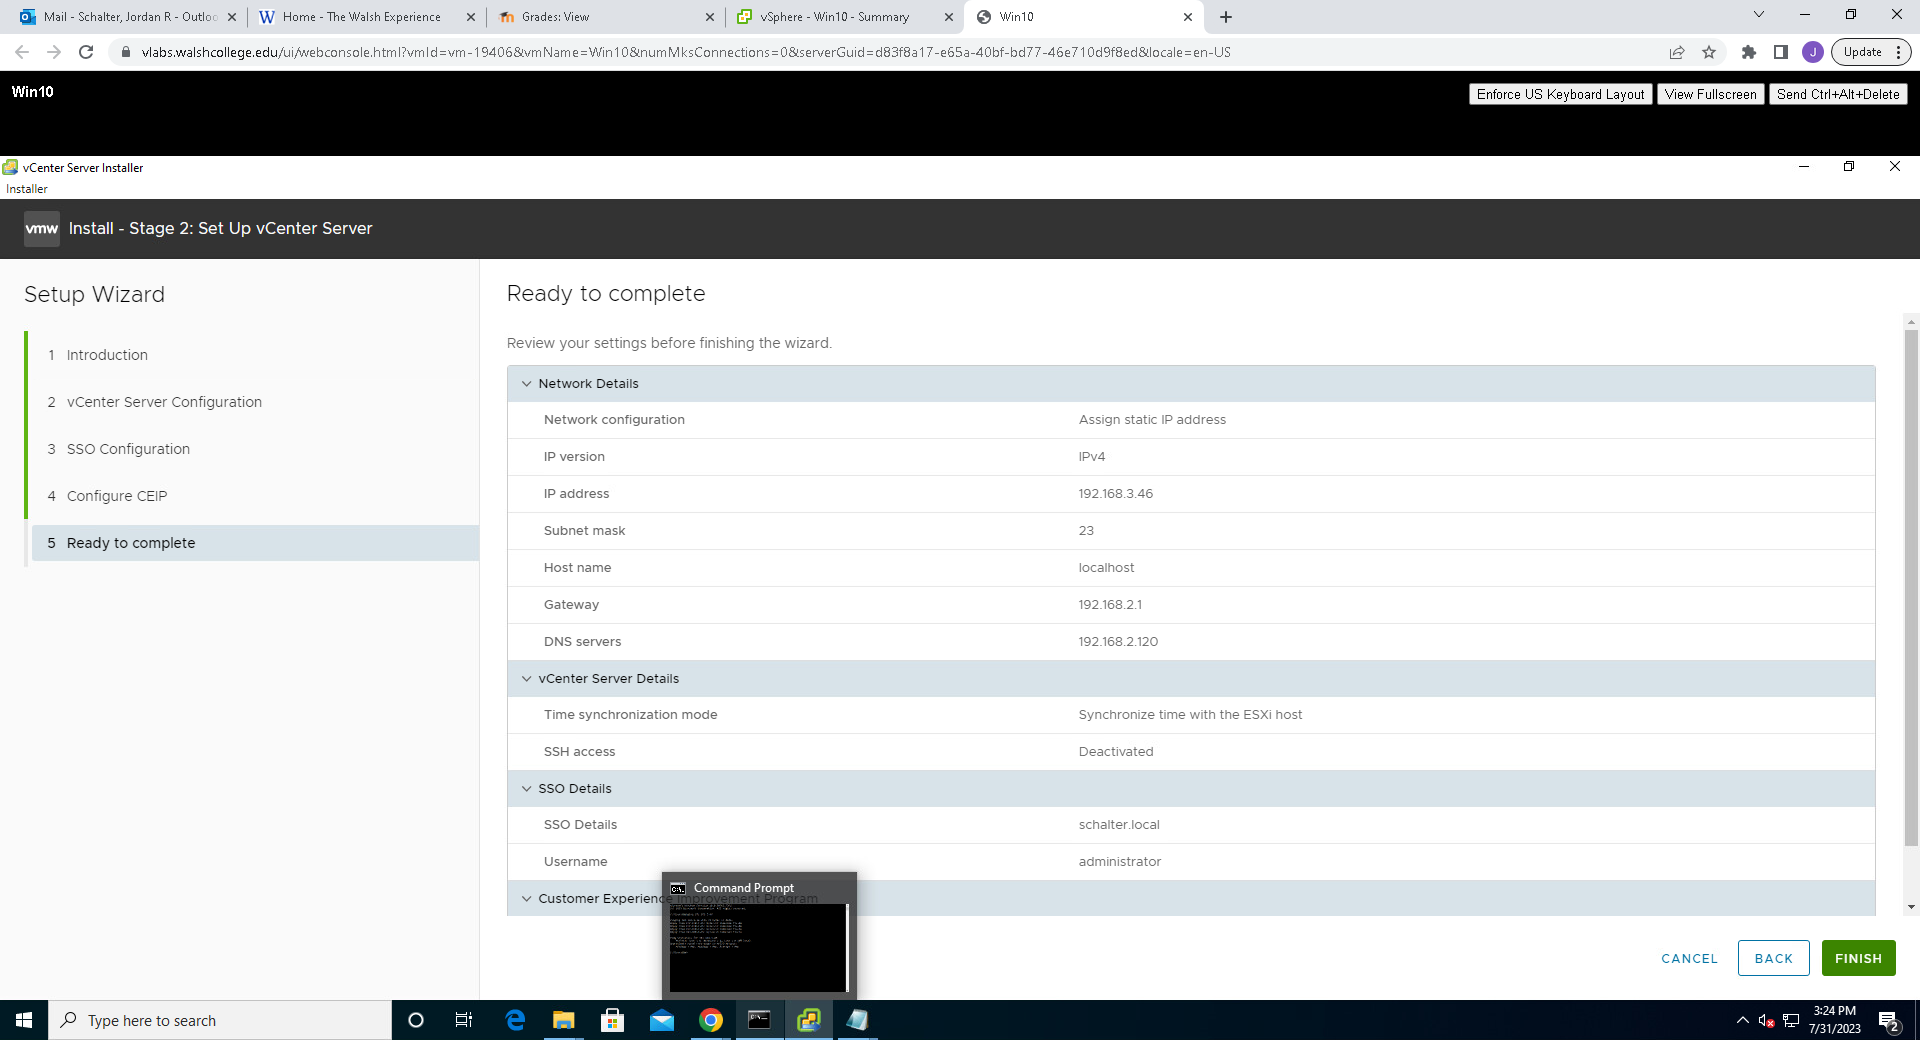 Mail - Schalter, Jordan R - Outloo
Home - The Walsh Experience
Grades: View
vSphere - Win10 - Summary
Win10
vlabs.walshcollege.edu/ui/webconsole.html?vmId=vm-19406&vmName=Win10&numMksConnections=0&serverGuid=d83f8a17-e65a-40bf-bd77-46e710d9f8ed&locale=en-US
J
Update
Win10
Enforce US Keyboard Layout
View Fullscreen
Send Ctrl+Alt+Delete
vCenter Server Installer
Installer
vmw Install - Stage 2: Set Up vCenter Server
Setup Wizard
1 Introduction
2 vCenter Server Configuration
3 SSO Configuration
4 Configure CEIP
5 Ready to complete
Ready to complete
Review your settings before finishing the wizard.
Network Details
Network configuration Assign static IP address
IP version IPv4
IP address 192.168.3.46
Subnet mask 23
Host name localhost
Gateway 192.168.2.1
DNS servers 192.168.2.120
vCenter Server Details
Time synchronization mode Synchronize time with the ESXi host
SSH access Deactivated
SSO Details
SSO Details schalter.local
Username administrator
Customer Experience Improvement Program
Command Prompt
CANCEL
BACK
FINISH
Type here to search
3:24 PM
7/31/2023
2